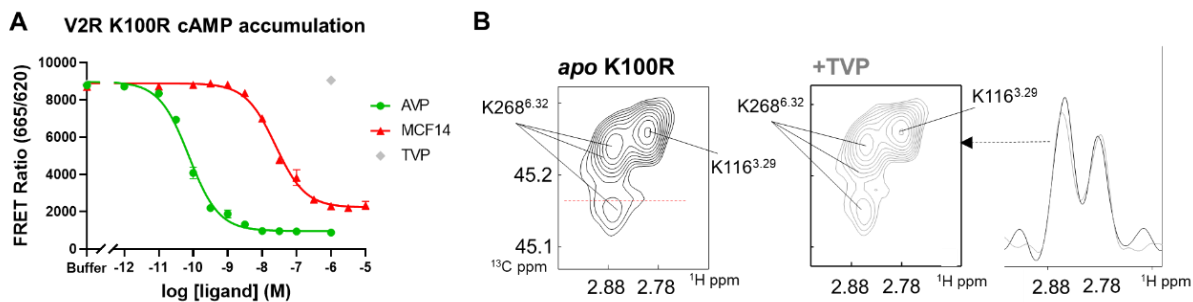 A
V2R K100R cAMP accumulation
FRET Ratio (665/620)
10000
8000
6000
4000
2000
0
Buffer -12 -11 -10 -9 -8 -7 -6 -5
log [ligand] (M)
AVP
MCF14
TVP
B
apo K100R
K268^6.32
K116^3.29
45.2
45.1
13C ppm
1H ppm
2.88 2.78
+TVP
K268^6.32
K116^3.29
2.88 2.78
1H ppm
2.88 2.78
1H ppm